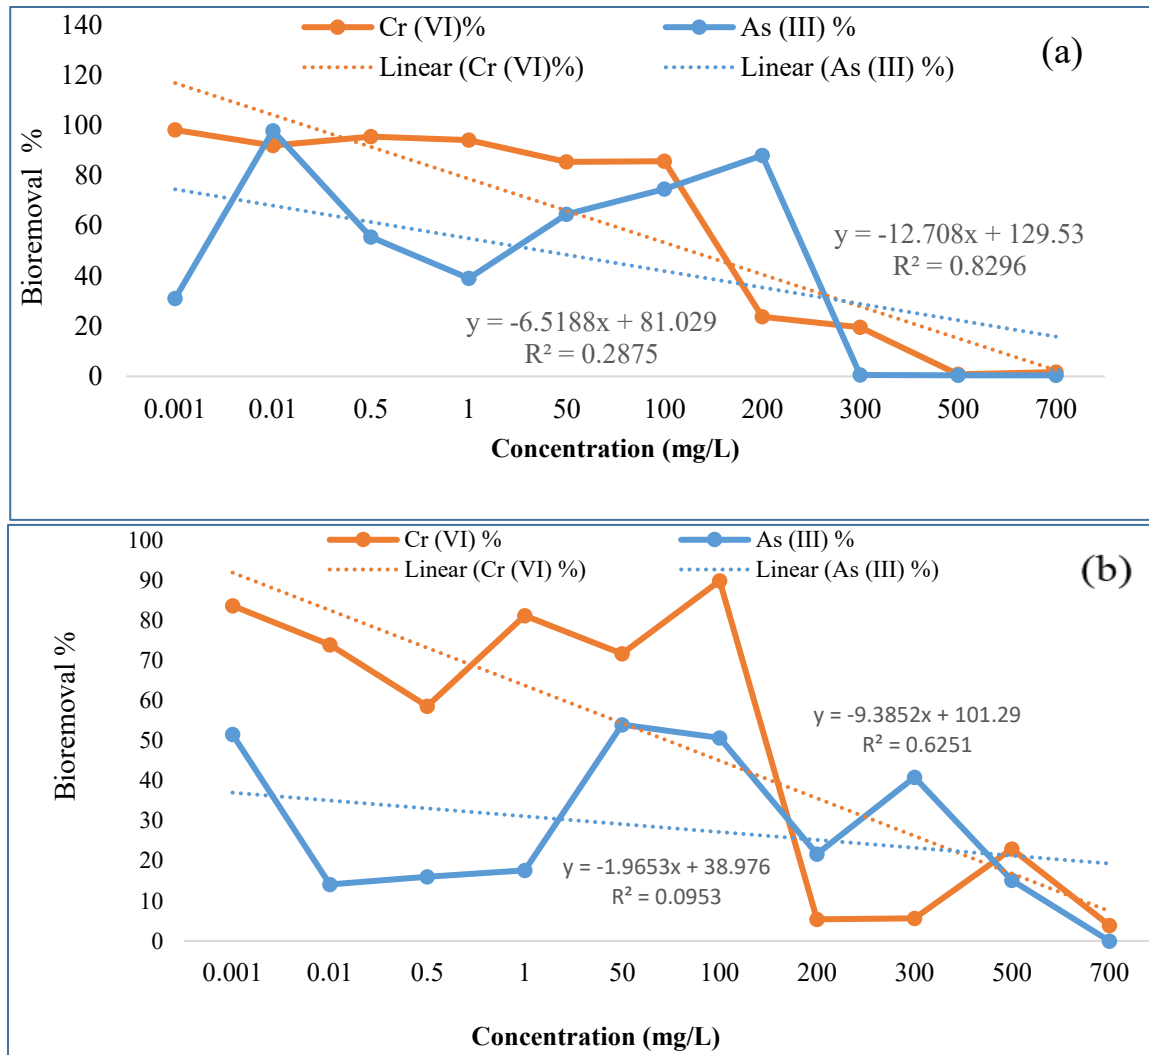 140
120
100
80
60
40
20
0
Bioremoval %
Cr (VI)%
As (III) %
Linear (Cr (VI)%)
Linear (As (III) %)
(a)
y = -12.708x + 129.53
R² = 0.8296
y = -6.5188x + 81.029
R² = 0.2875
0.001 0.01 0.5 1 50 100 200 300 500 700
Concentration (mg/L)
100
90
80
70
60
50
40
30
20
10
0
Bioremoval %
Cr (VI) %
As (III) %
Linear (Cr (VI) %)
Linear (As (III) %)
(b)
y = -9.3852x + 101.29
R² = 0.6251
y = -1.9653x + 38.976
R² = 0.0953
0.001 0.01 0.5 1 50 100 200 300 500 700
Concentration (mg/L)